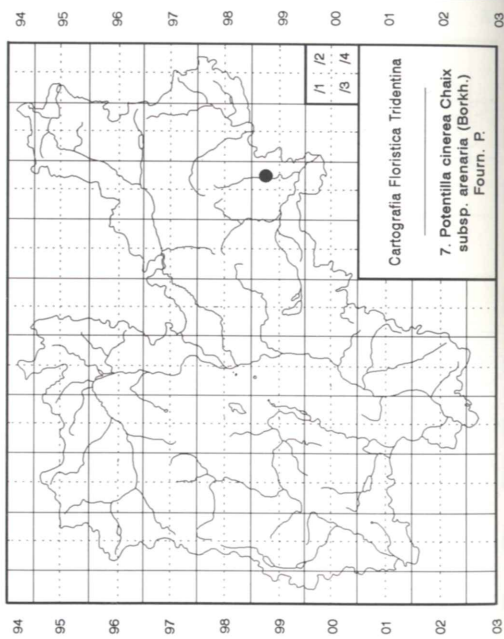 94 95 96 97 98 99 00 01 02 03
/1 /2
/3 /4
Cartografia Floristica Tridentina
7. Potentilla cinerea Chaix
subsp. arenaria (Borkh.)
Fourn. P.
94 95 96 97 98 99 00 01 02 03